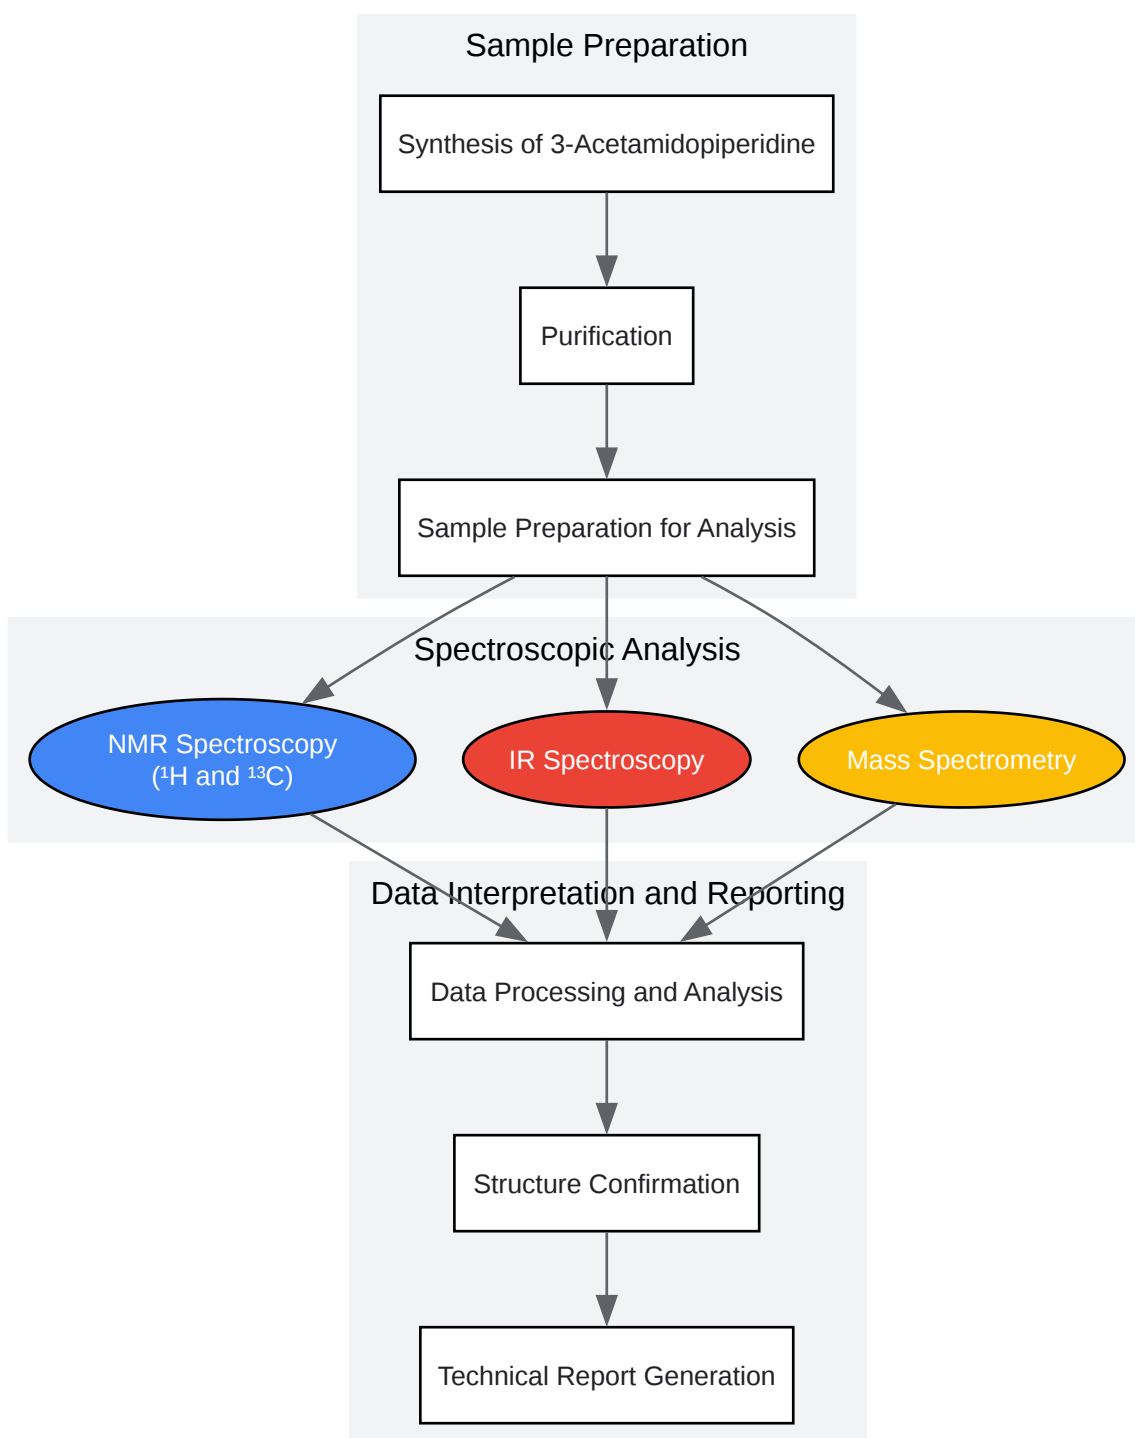 Sample Preparation
Synthesis of 3-Acetamidopiperidine
Purification
Sample Preparation for Analysis
Spectroscopic Analysis
NMR Spectroscopy
(¹H and ¹³C)
IR Spectroscopy
Mass Spectrometry
Data Interpretation and Reporting
Data Processing and Analysis
Structure Confirmation
Technical Report Generation